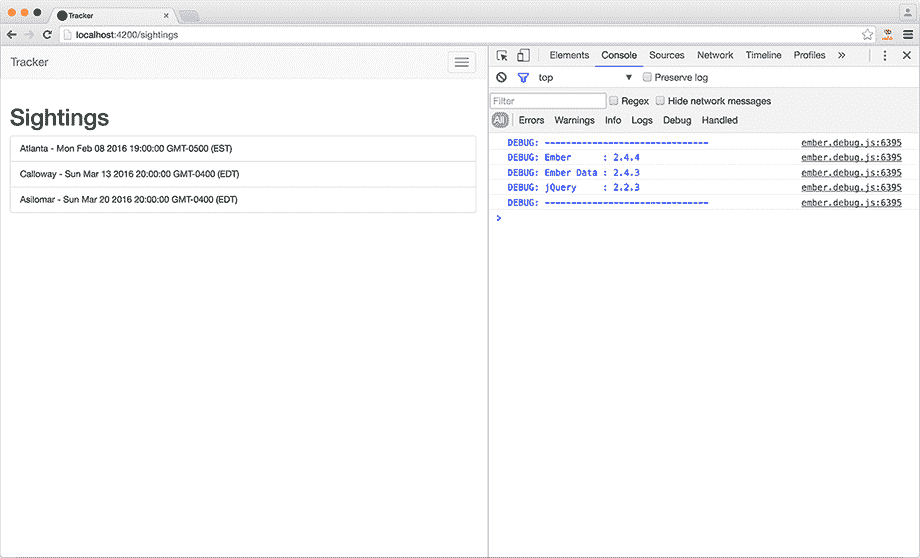 Tracker
localhost:4200/sightings
Tracker
Sightings
Atlanta - Mon Feb 08 2016 19:00:00 GMT-0500 (EST)
Calloway - Sun Mar 13 2016 20:00:00 GMT-0400 (EDT)
Asilomar - Sun Mar 20 2016 20:00:00 GMT-0400 (EDT)
Elements Console Sources Network Timeline Profiles »
top Preserve log
Filter Regex Hide network messages
All Errors Warnings Info Logs Debug Handled
DEBUG: ------------------------------- ember.debug.js:6395
DEBUG: Ember : 2.4.4 ember.debug.js:6395
DEBUG: Ember Data : 2.4.3 ember.debug.js:6395
DEBUG: jQuery : 2.2.3 ember.debug.js:6395
DEBUG: ------------------------------- ember.debug.js:6395
>